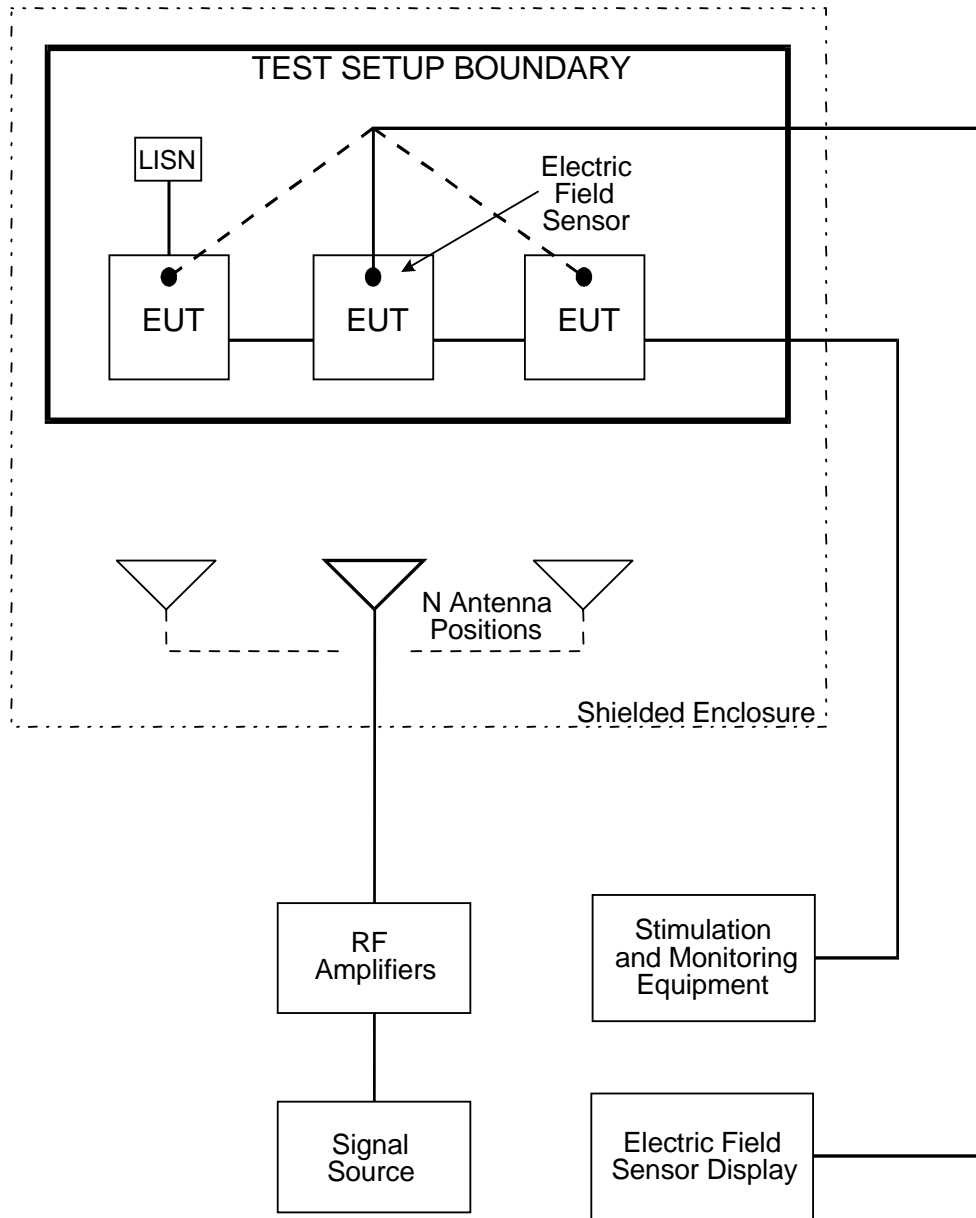 TEST SETUP BOUNDARY
LISN
Electric
Field
Sensor
EUT
EUT
EUT
N Antenna
Positions
Shielded Enclosure
RF
Amplifiers
Stimulation
and Monitoring
Equipment
Signal
Source
Electric Field
Sensor Display